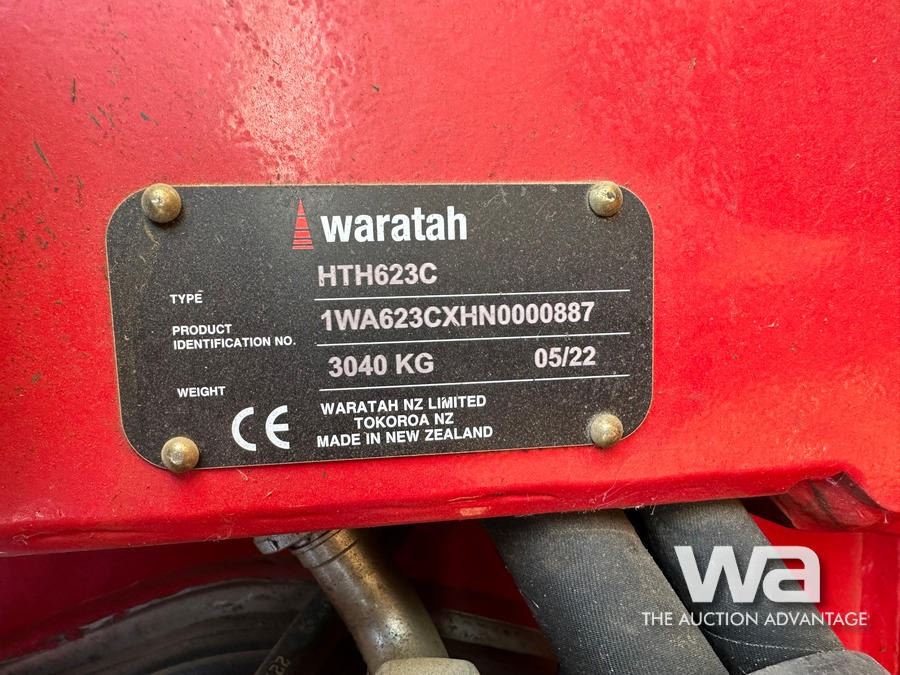 waratah
TYPE HTH623C
PRODUCT IDENTIFICATION NO. 1WA623CXHN0000887
WEIGHT 3040 KG 05/22
CE WARATAH NZ LIMITED
TOKOROA NZ
MADE IN NEW ZEALAND
wa
THE AUCTION ADVANTAGE
22